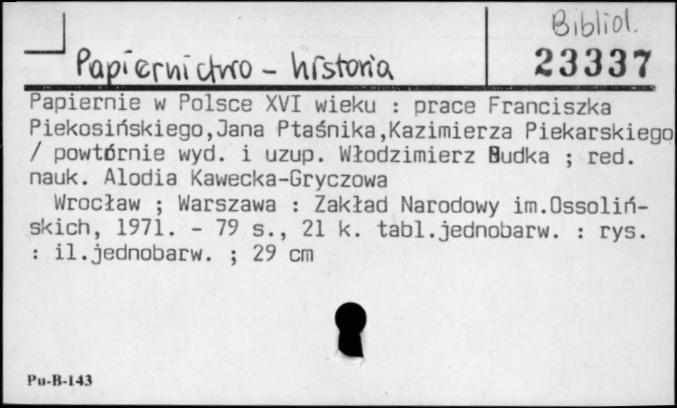 Bibliol.
Papiernictwo - historia
23337
Papiernie w Polsce XVI wieku : prace Franciszka
Piekosińskiego,Jana Ptaśnika,Kazimierza Piekarskiego
/ powtórnie wyd. i uzup. Włodzimierz Budka ; red.
nauk. Alodia Kawecka-Gryczowa
Wrocław ; Warszawa : Zakład Narodowy im.Ossoliń-
skich, 1971. - 79 s., 21 k. tabl.jednobarw. : rys.
: il.jednobarw. ; 29 cm
Pu-B-143